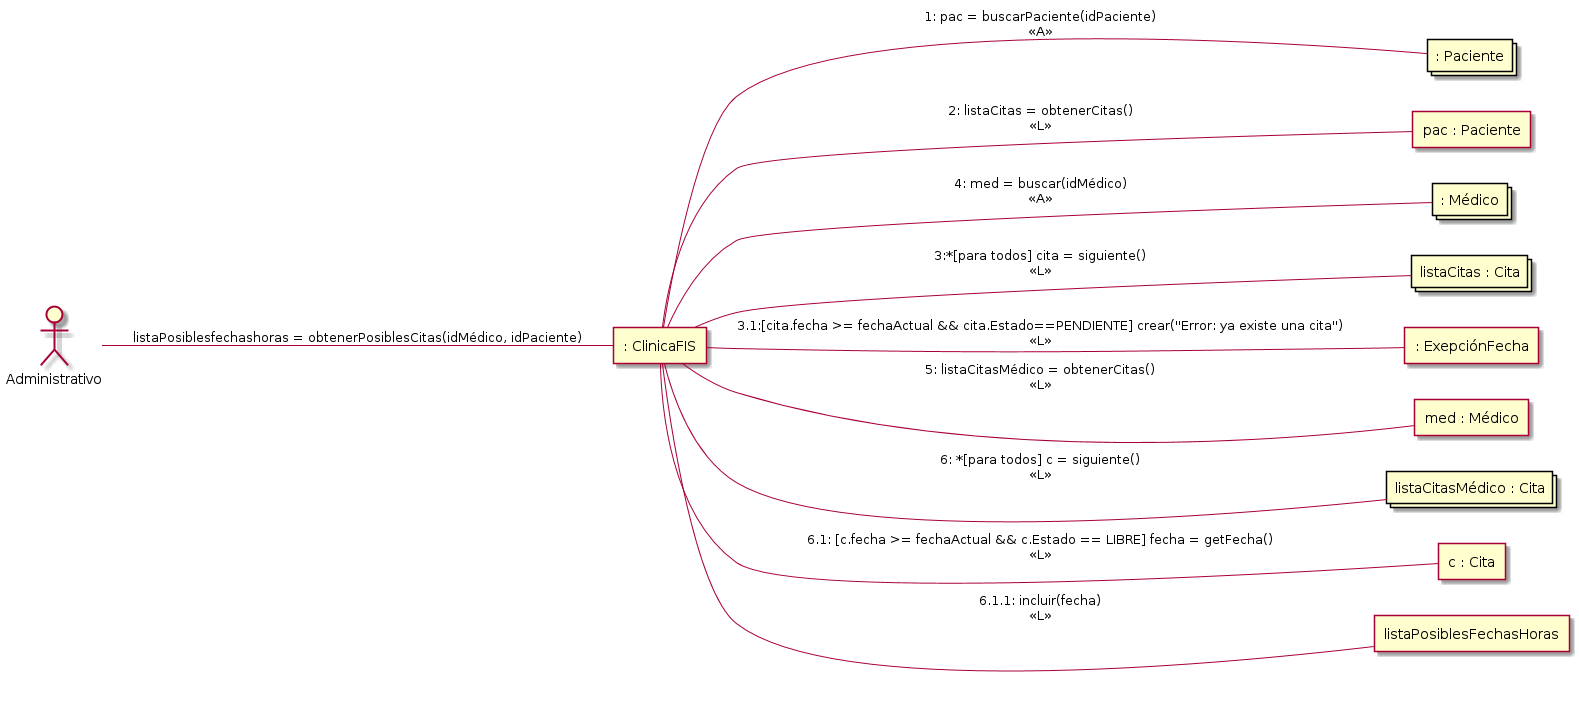 1: pac = buscarPaciente(idPaciente)
«A»
: Paciente
2: listaCitas = obtenerCitas()
«L»
pac : Paciente
4: med = buscar(idMédico)
«A»
: Médico
3:*[para todos] cita = siguiente()
«L»
listaCitas : Cita
Administrativo
listaPosiblesfechashoras = obtenerPosiblesCitas(idMédico, idPaciente)
: ClinicaFIS
3.1:[cita.fecha >= fechaActual && cita.Estado==PENDIENTE] crear("Error: ya existe una cita")
«L»
: ExepciónFecha
5: listaCitasMédico = obtenerCitas()
«L»
med : Médico
6: *[para todos] c = siguiente()
«L»
listaCitasMédico : Cita
6.1: [c.fecha >= fechaActual && c.Estado == LIBRE] fecha = getFecha()
«L»
c : Cita
6.1.1: incluir(fecha)
«L»
listaPosiblesFechasHoras